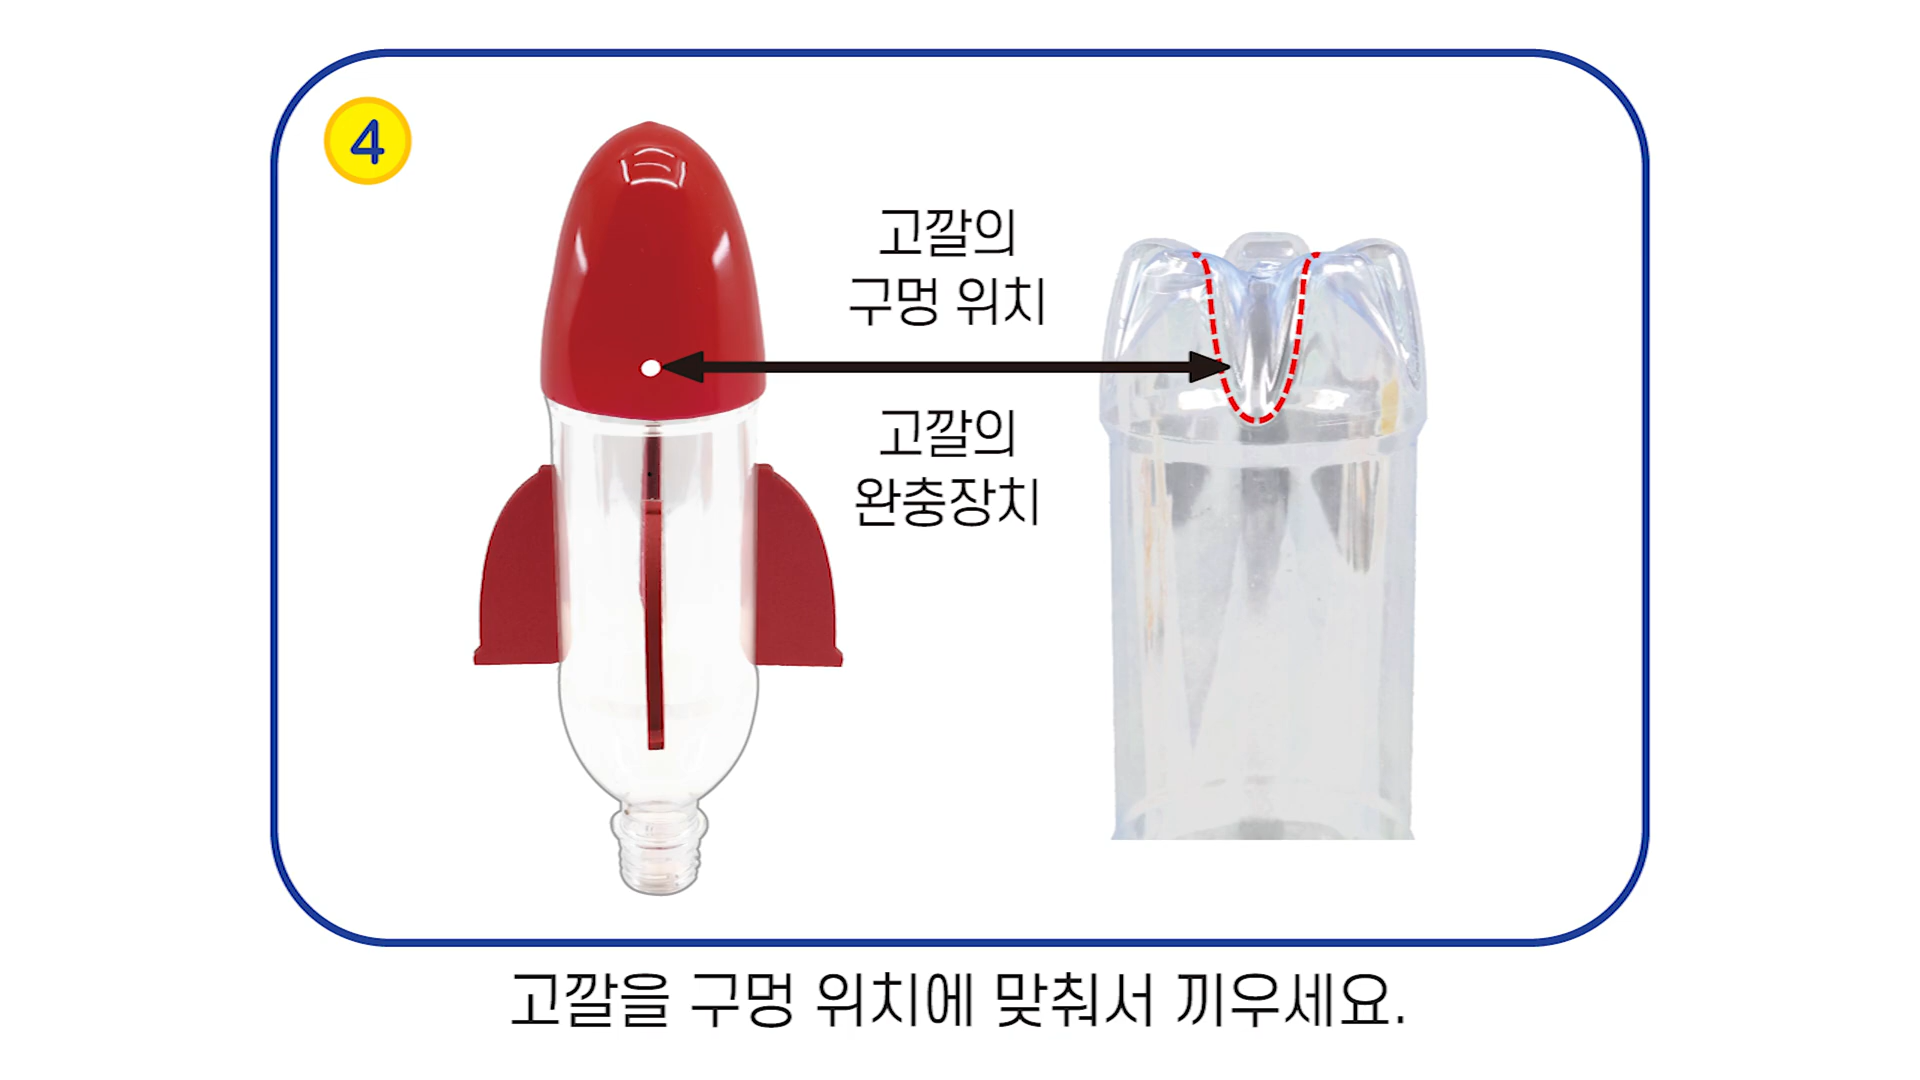 4
고깔의
구멍 위치
고깔의
완충장치
고깔을 구멍 위치에 맞춰서 끼우세요.